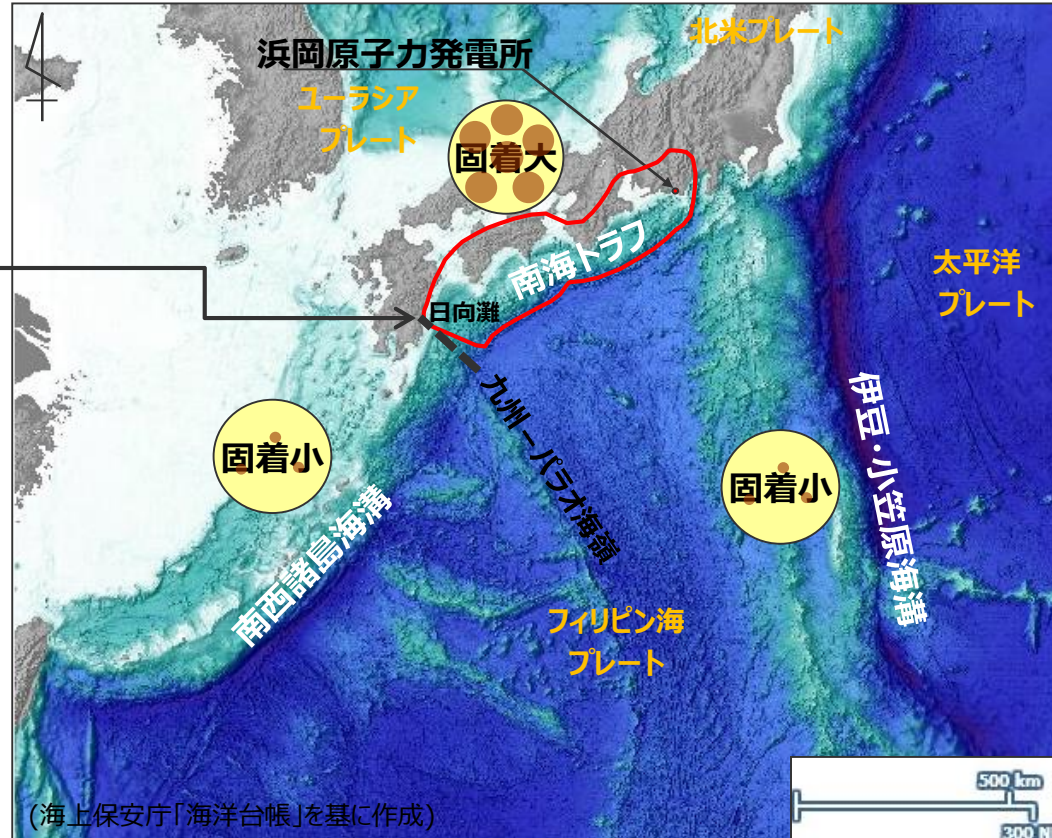 北米プレート
浜岡原子力発電所
ユーラシア
プレート
固着大
南海トラフ
太平洋
プレート
日向灘
九州－パラオ海嶺
伊豆・小笠原海溝
固着小
固着小
南西諸島海溝
フィリピン海
プレート
(海上保安庁「海洋台帳」を基に作成)
500 km